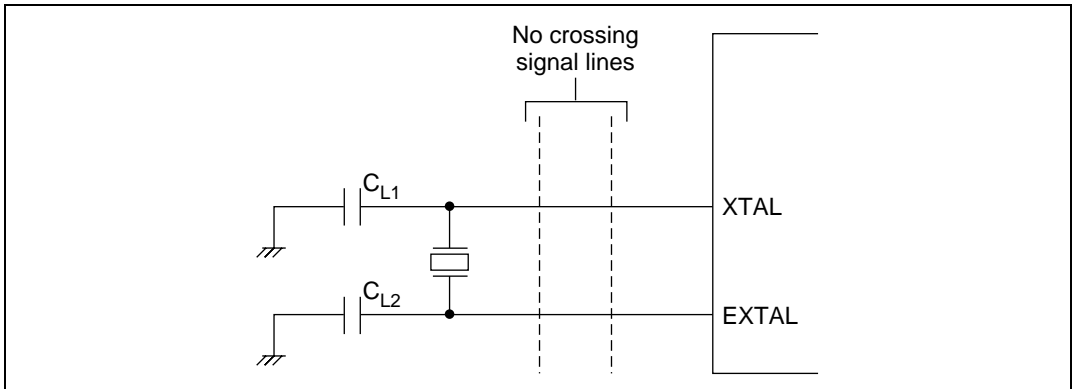 No crossing
signal lines
CL1
XTAL
CL2
EXTAL